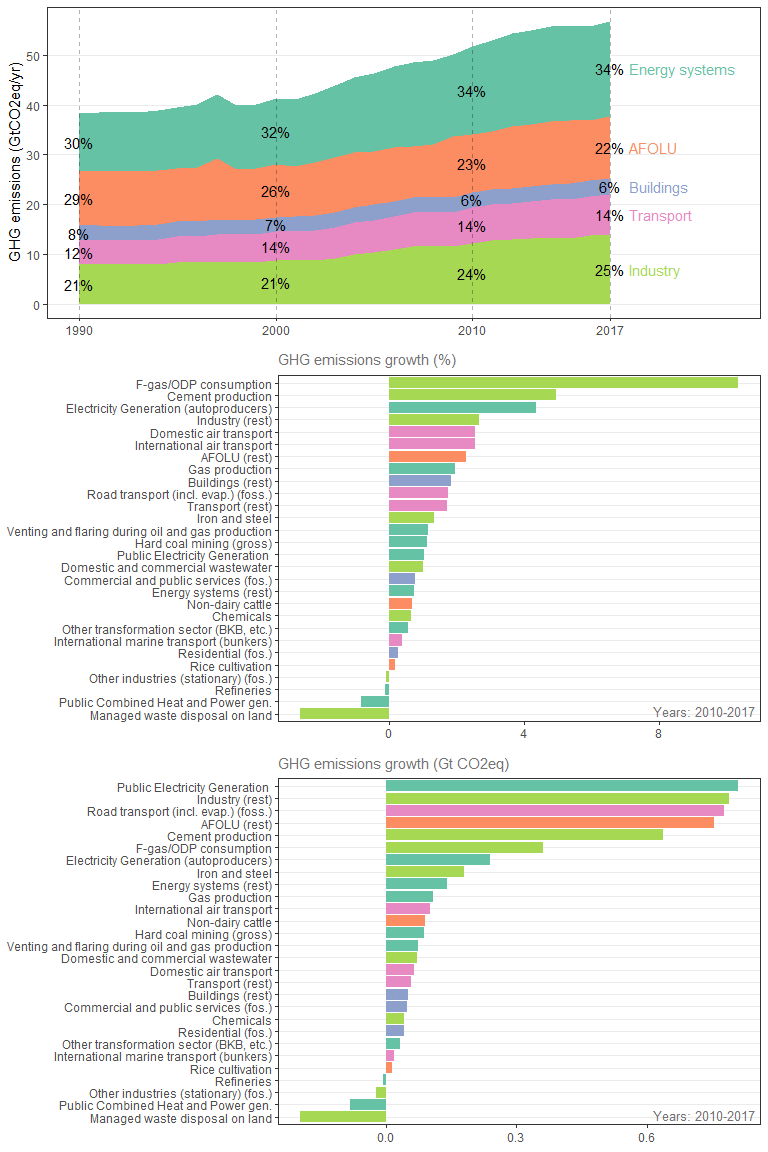 GHG emissions (GtCO2eq/yr)
50
40
30
20
10
0
30%
29%
8%
12%
21%
32%
26%
7%
14%
21%
34%
23%
6%
14%
24%
34% Energy systems
22% AFOLU
6% Buildings
14% Transport
25% Industry
1990 2000 2010 2017
GHG emissions growth (%)
F-gas/ODP consumption
Cement production
Electricity Generation (autoproducers)
Industry (rest)
Domestic air transport
International air transport
AFOLU (rest)
Gas production
Buildings (rest)
Road transport (incl. evap.) (foss.)
Transport (rest)
Iron and steel
Venting and flaring during oil and gas production
Hard coal mining (gross)
Public Electricity Generation
Domestic and commercial wastewater
Commercial and public services (fos.)
Energy systems (rest)
Non-dairy cattle
Chemicals
Other transformation sector (BKB, etc.)
International marine transport (bunkers)
Residential (fos.)
Rice cultivation
Other industries (stationary) (fos.)
Refineries
Public Combined Heat and Power gen.
Managed waste disposal on land
Years: 2010-2017
0 4 8
GHG emissions growth (Gt CO2eq)
Public Electricity Generation
Industry (rest)
Road transport (incl. evap.) (foss.)
AFOLU (rest)
Cement production
F-gas/ODP consumption
Electricity Generation (autoproducers)
Iron and steel
Energy systems (rest)
Gas production
International air transport
Non-dairy cattle
Hard coal mining (gross)
Venting and flaring during oil and gas production
Domestic and commercial wastewater
Domestic air transport
Transport (rest)
Buildings (rest)
Commercial and public services (fos.)
Chemicals
Residential (fos.)
Other transformation sector (BKB, etc.)
International marine transport (bunkers)
Rice cultivation
Refineries
Other industries (stationary) (fos.)
Public Combined Heat and Power gen.
Managed waste disposal on land
Years: 2010-2017
0.0 0.3 0.6